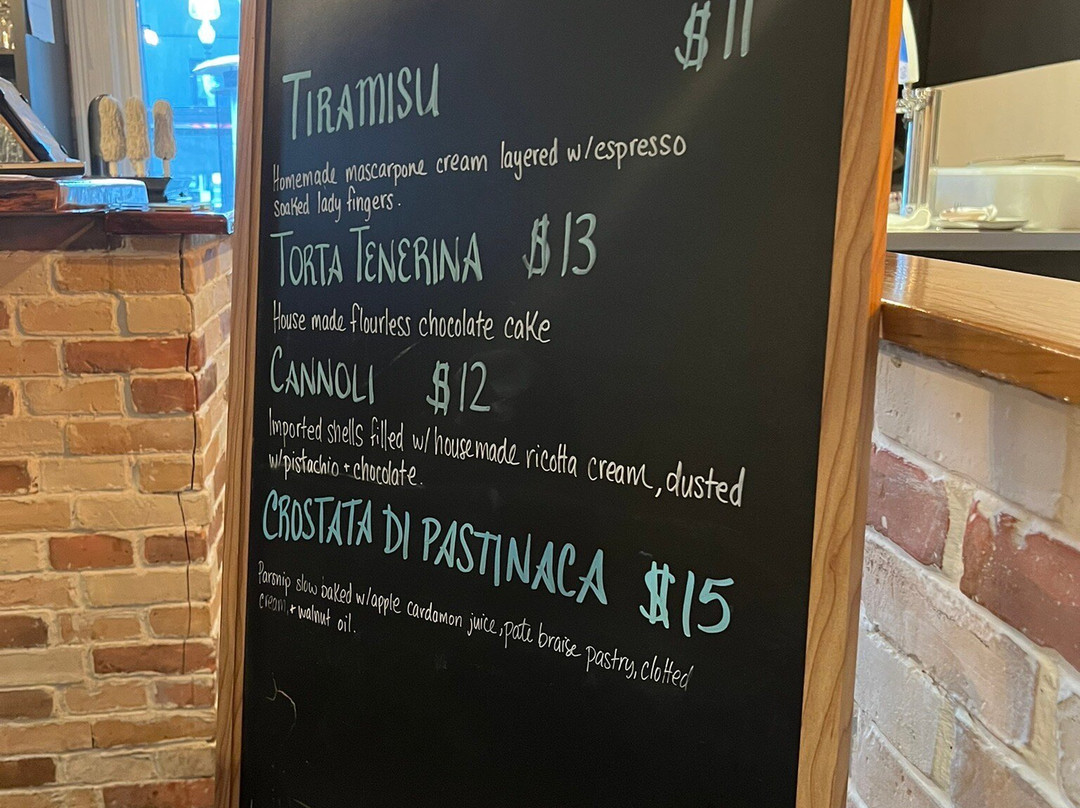 $11
TIRAMISU
Homemade mascarpone cream layered w/espresso
soaked lady fingers.
TORTA TENERINA $13
House made flourless chocolate cake
CANNOLI $12
Imported shells filled w/housemade ricotta cream, dusted
w/pistachio + chocolate.
CROSTATA DI PASTINACA $15
Parsnip slow baked w/apple cardamon juice, pate braise pastry, clotted
cream + walnut oil.